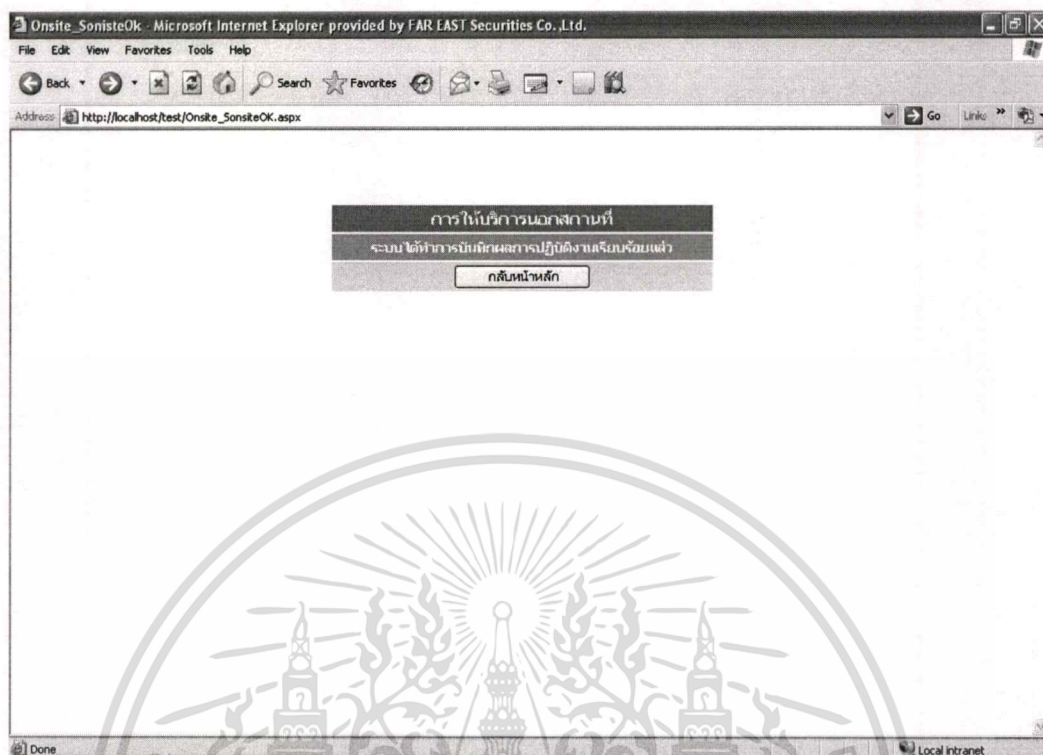 Onsite_SonisteOk - Microsoft Internet Explorer provided by FAR EAST Securities Co.,Ltd.
File Edit View Favorites Tools Help
Back Search Favorites
Address http://localhost/test/Onsite_SonsiteOK.aspx Go Links »
การให้บริการนอกสถานที่
ระบบได้ทำการบันทึกผลการปฏิบัติงานเรียบร้อยแล้ว
กลับหน้าหลัก
Done Local intranet